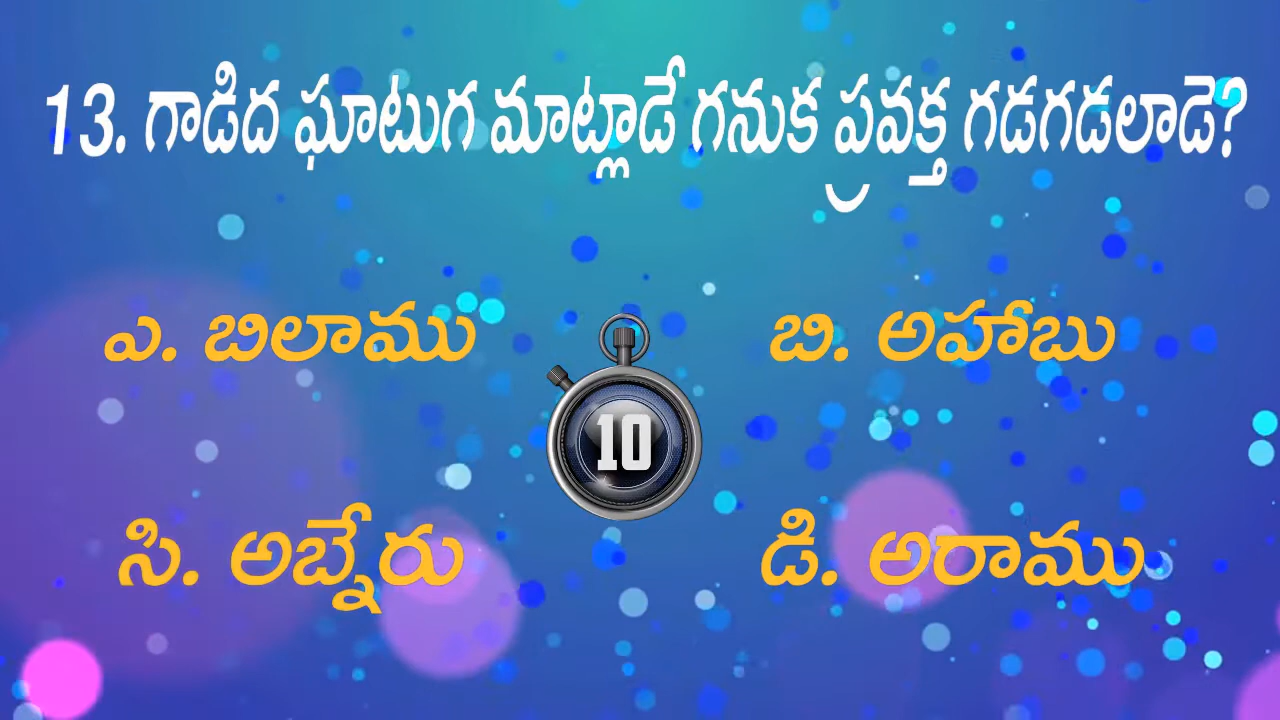 13. గాడిద ఘాటుగ మాట్లాడే గనుక ప్రవక్త గడగడలాడె?
ఎ. బిలాము
బి. అహాబు
10
సి. అబ్నేరు
డి. అరాము